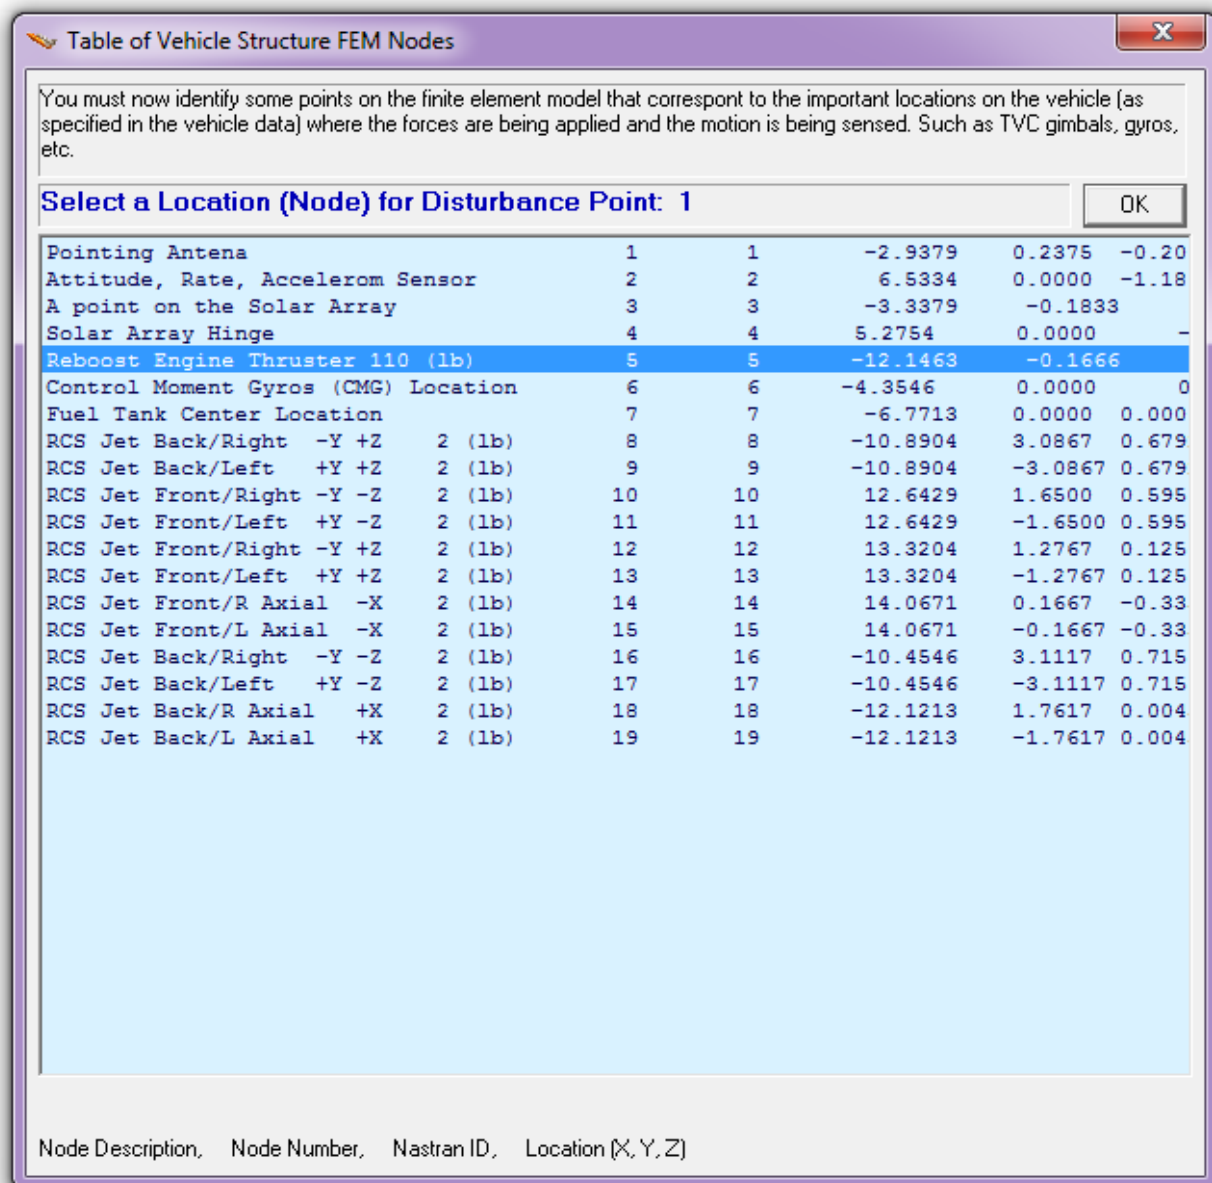 Table of Vehicle Structure FEM Nodes
You must now identify some points on the finite element model that correspont to the important locations on the vehicle (as
specified in the vehicle data) where the forces are being applied and the motion is being sensed. Such as TVC gimbals, gyros,
etc.
Select a Location (Node) for Disturbance Point: 1 OK
Pointing Antena 1 1 -2.9379 0.2375 -0.20
Attitude, Rate, Accelerom Sensor 2 2 6.5334 0.0000 -1.18
A point on the Solar Array 3 3 -3.3379 -0.1833
Solar Array Hinge 4 4 5.2754 0.0000 -
Reboost Engine Thruster 110 (lb) 5 5 -12.1463 -0.1666
Control Moment Gyros (CMG) Location 6 6 -4.3546 0.0000 0
Fuel Tank Center Location 7 7 -6.7713 0.0000 0.000
RCS Jet Back/Right -Y +Z 2 (lb) 8 8 -10.8904 3.0867 0.679
RCS Jet Back/Left +Y +Z 2 (lb) 9 9 -10.8904 -3.0867 0.679
RCS Jet Front/Right -Y -Z 2 (lb) 10 10 12.6429 1.6500 0.595
RCS Jet Front/Left +Y -Z 2 (lb) 11 11 12.6429 -1.6500 0.595
RCS Jet Front/Right -Y +Z 2 (lb) 12 12 13.3204 1.2767 0.125
RCS Jet Front/Left +Y +Z 2 (lb) 13 13 13.3204 -1.2767 0.125
RCS Jet Front/R Axial -X 2 (lb) 14 14 14.0671 0.1667 -0.33
RCS Jet Front/L Axial -X 2 (lb) 15 15 14.0671 -0.1667 -0.33
RCS Jet Back/Right -Y -Z 2 (lb) 16 16 -10.4546 3.1117 0.715
RCS Jet Back/Left +Y -Z 2 (lb) 17 17 -10.4546 -3.1117 0.715
RCS Jet Back/R Axial +X 2 (lb) 18 18 -12.1213 1.7617 0.004
RCS Jet Back/L Axial +X 2 (lb) 19 19 -12.1213 -1.7617 0.004
Node Description, Node Number, Nastran ID, Location (X, Y, Z)